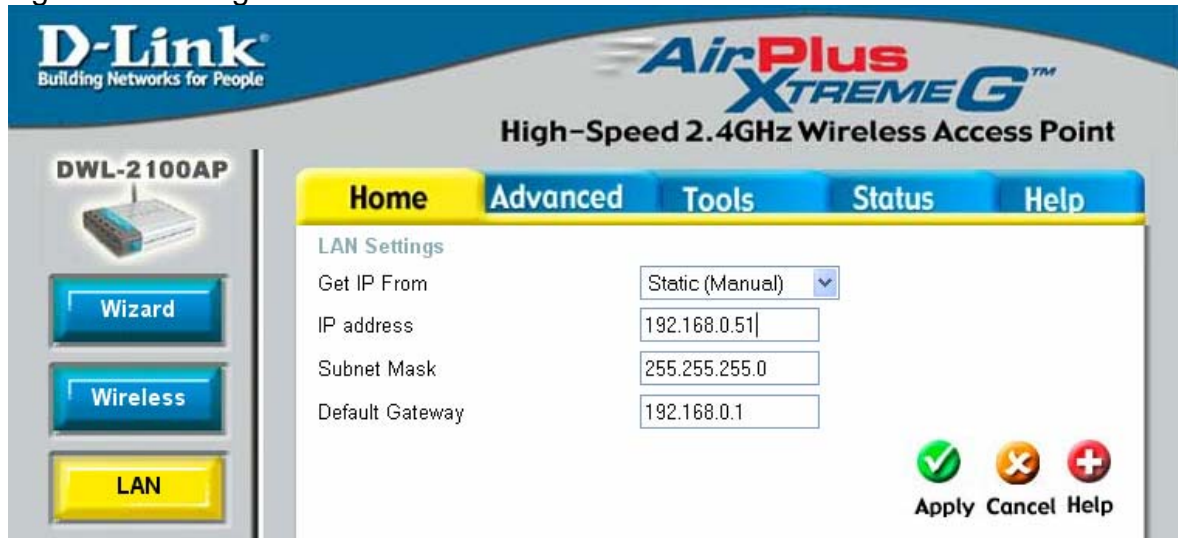 D-Link
Building Networks for People
AirPlus
XTREME G™
High-Speed 2.4GHz Wireless Access Point
DWL-2100AP
Home Advanced Tools Status Help
LAN Settings
Get IP From Static (Manual)
IP address 192.168.0.51
Subnet Mask 255.255.255.0
Default Gateway 192.168.0.1
Wizard
Wireless
LAN
Apply Cancel Help